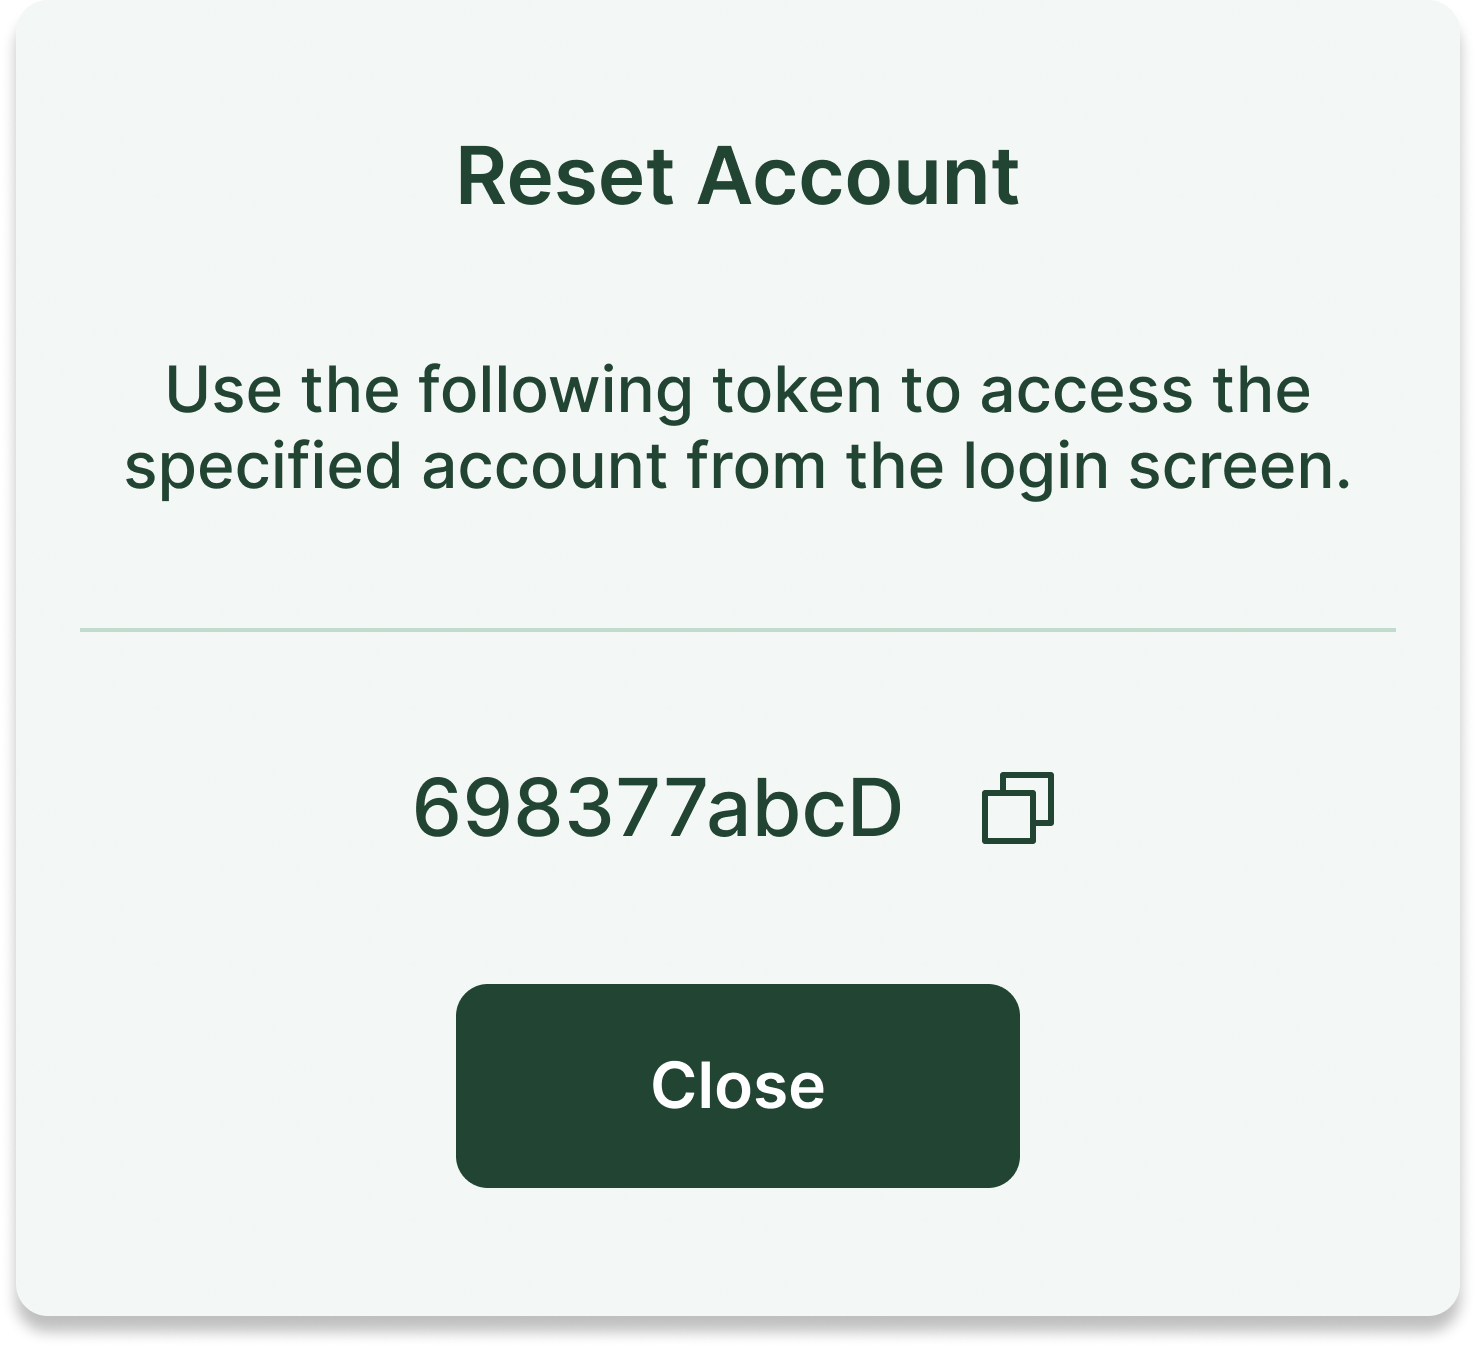 Reset Account
Use the following token to access the
specified account from the login screen.
698377abcD
Close